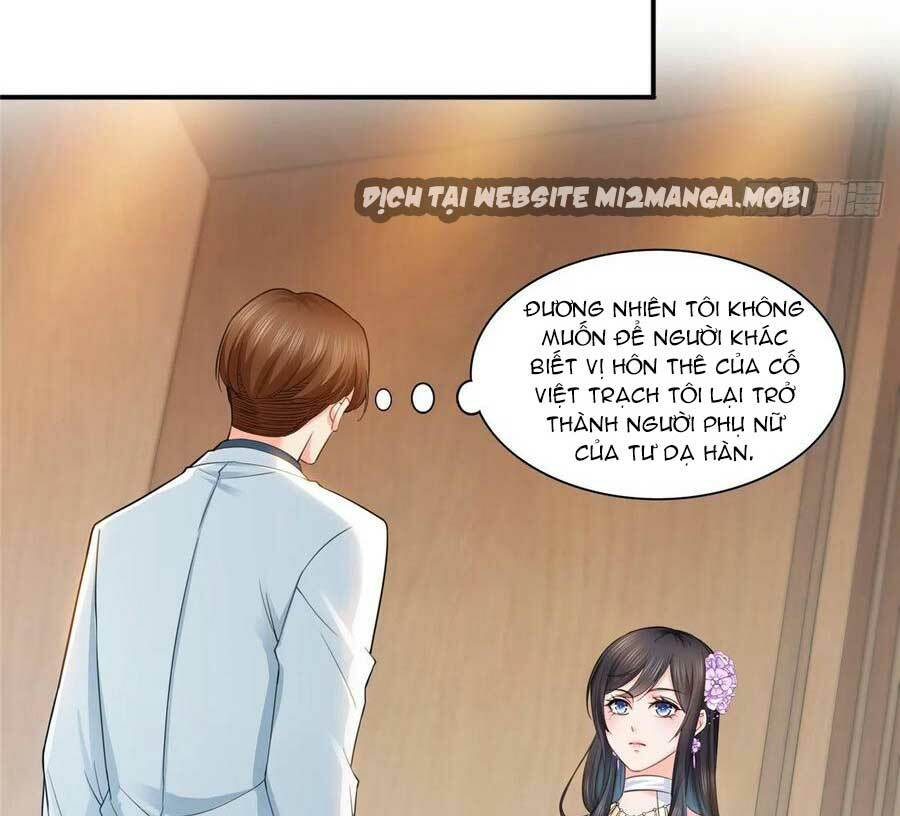 DỊCH TẠI WEBSITE MI2MANGA.MOBI
ĐƯƠNG NHIÊN TÔI KHÔNG
MUỐN ĐỂ NGƯỜI KHÁC
BIẾT VỊ HÔN THÊ CỦA CỐ
VIỆT TRẠCH TÔI LẠI TRỞ
THÀNH NGƯỜI PHỤ NỮ
CỦA TƯ DẠ HÀN.